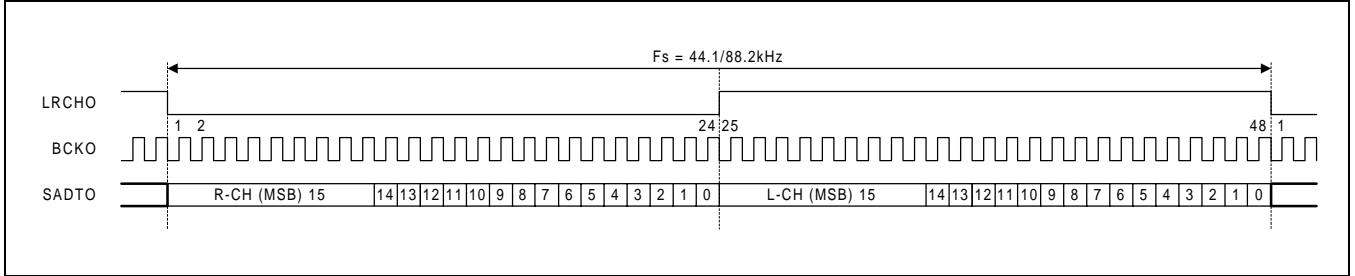 Fs = 44.1/88.2kHz
LRCHO
1 2 24 25 48 1
BCKO
SADTO R-CH (MSB) 15 14 13 12 11 10 9 8 7 6 5 4 3 2 1 0 L-CH (MSB) 15 14 13 12 11 10 9 8 7 6 5 4 3 2 1 0